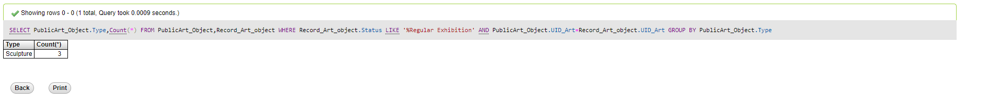 Showing rows 0 - 0 (1 total, Query took 0.0009 seconds.)
SELECT PublicArt_Object.Type,Count(*) FROM PublicArt_Object,Record_Art_object WHERE Record_Art_object.Status LIKE '%Regular Exhibition' AND PublicArt_Object.UID_Art=Record_Art_object.UID_Art GROUP BY PublicArt_Object.Type
Type Count(*)
Sculpture 3
Back Print